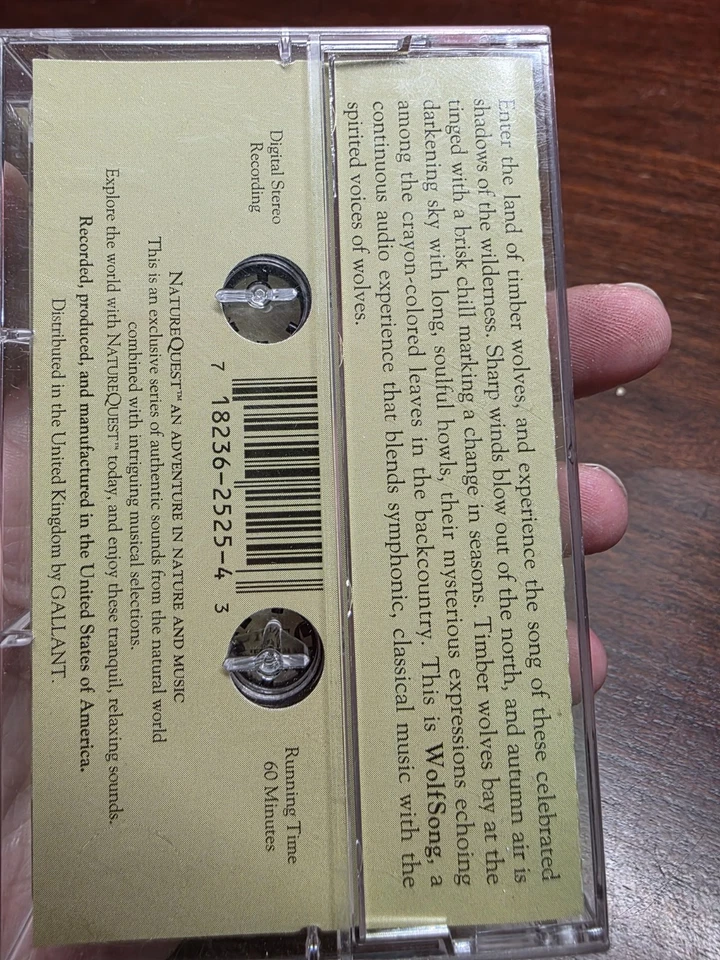 Enter the land of timber wolves, and experience the song of these celebrated
shadows of the wilderness. Sharp winds blow out of the north, and autumn air is
tinged with a brisk chill marking a change in seasons. Timber wolves bay at the
darkening sky with long, soulful howls, their mysterious expressions echoing
among the crayon-colored leaves in the backcountry. This is WolfSong, a
continuous audio experience that blends symphonic, classical music with the
spirited voices of wolves.
Digital Stereo
Recording
7 18236-2525-4 3
Running Time
60 Minutes
NATUREQUEST™ AN ADVENTURE IN NATURE AND MUSIC
This is an exclusive series of authentic sounds from the natural world
combined with intriguing musical selections.
Explore the world with NATUREQUEST™ today, and enjoy these tranquil, relaxing sounds.
Recorded, produced, and manufactured in the United States of America.
Distributed in the United Kingdom by GALLANT.